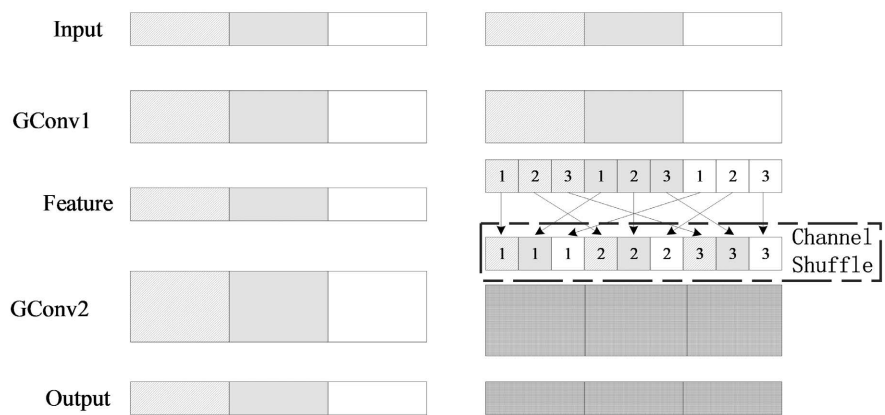 Input
GConv1
1 2 3 1 2 3 1 2 3
Feature
Channel
1 1 1 2 2 2 3 3 3
Shuffle
GConv2
Output